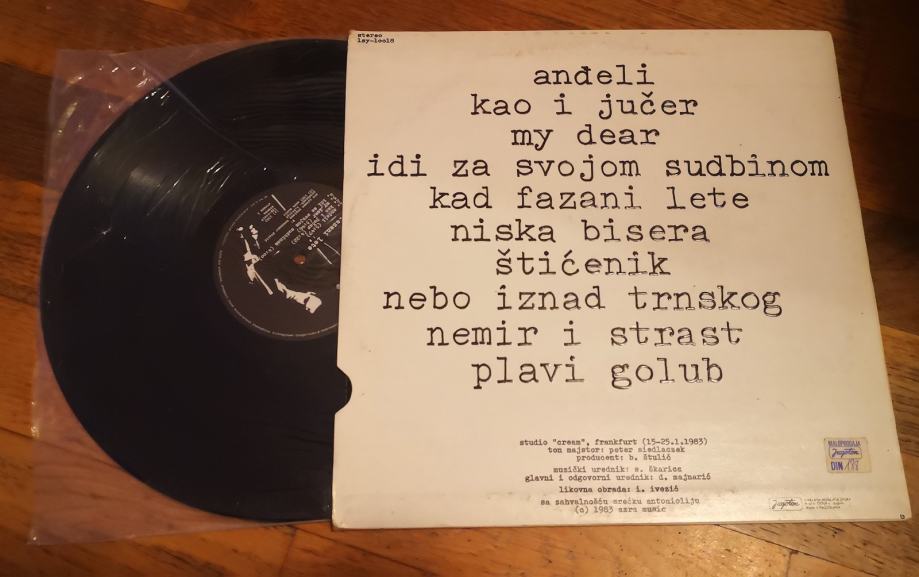 stereo
lsy-10018
anđeli
kao i jučer
my dear
idi za svojom sudbinom
kad fazani lete
niska bisera
štićenik
nebo iznad trnskog
nemir i strast
plavi golub
studio "cream", frankfurt (15-25.1.1983)
ton majstor: peter siedlaczek
producent: b. štulić
muzički urednik: s. škarica
glavni i odgovorni urednik: d. majnarić
likovna obrada: i. ivezić
sa zahvalnošću srećku antonioliju
(c) 1983 azra music
MALOPRODAJA
Jugoton
DIN 188
Jugoton